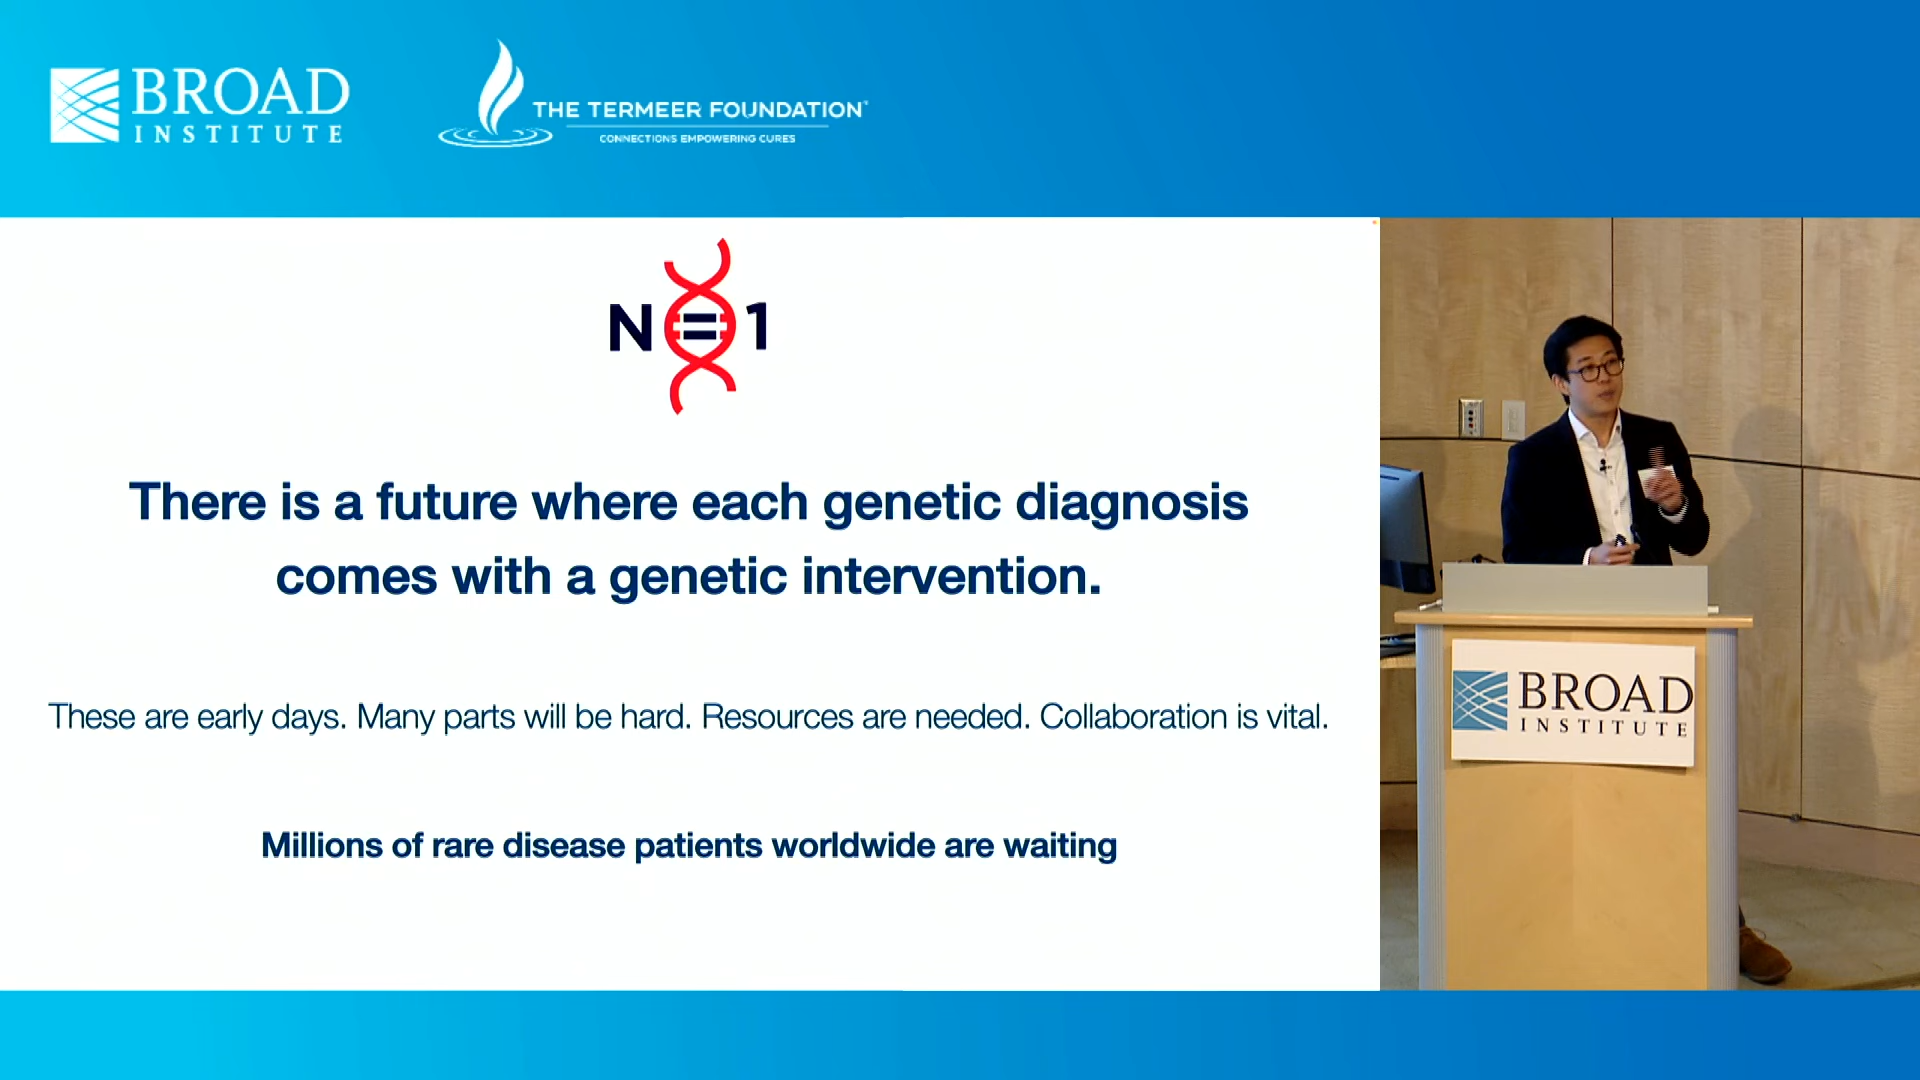 BROAD
INSTITUTE
THE TERMEER FOUNDATION
CONNECTIONS EMPOWERING CURES
N=1
There is a future where each genetic diagnosis
comes with a genetic intervention.
These are early days. Many parts will be hard. Resources are needed. Collaboration is vital.
Millions of rare disease patients worldwide are waiting
BROAD
INSTITUTE